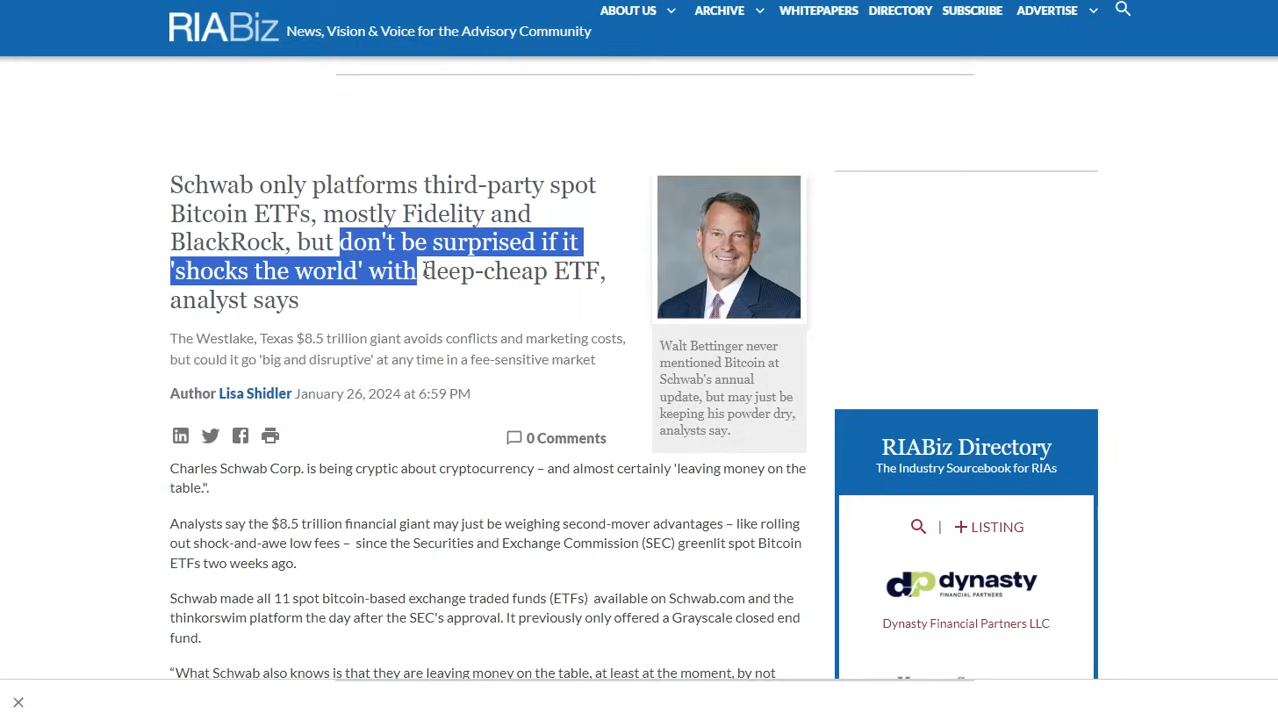 ABOUT US ARCHIVE WHITEPAPERS DIRECTORY SUBSCRIBE ADVERTISE
RIABiz News, Vision & Voice for the Advisory Community
Schwab only platforms third-party spot
Bitcoin ETFs, mostly Fidelity and
BlackRock, but don't be surprised if it
'shocks the world' with deep-cheap ETF,
analyst says
The Westlake, Texas $8.5 trillion giant avoids conflicts and marketing costs,
but could it go 'big and disruptive' at any time in a fee-sensitive market
Author Lisa Shidler January 26, 2024 at 6:59 PM
0 Comments
Walt Bettinger never
mentioned Bitcoin at
Schwab's annual
update, but may just be
keeping his powder dry,
analysts say.
Charles Schwab Corp. is being cryptic about cryptocurrency – and almost certainly 'leaving money on the
table.".
Analysts say the $8.5 trillion financial giant may just be weighing second-mover advantages – like rolling
out shock-and-awe low fees – since the Securities and Exchange Commission (SEC) greenlit spot Bitcoin
ETFs two weeks ago.
Schwab made all 11 spot bitcoin-based exchange traded funds (ETFs) available on Schwab.com and the
thinkorswim platform the day after the SEC's approval. It previously only offered a Grayscale closed end
fund.
“What Schwab also knows is that they are leaving money on the table, at least at the moment, by not
RIABiz Directory
The Industry Sourcebook for RIAs
| + LISTING
dp dynasty
FINANCIAL PARTNERS
Dynasty Financial Partners LLC